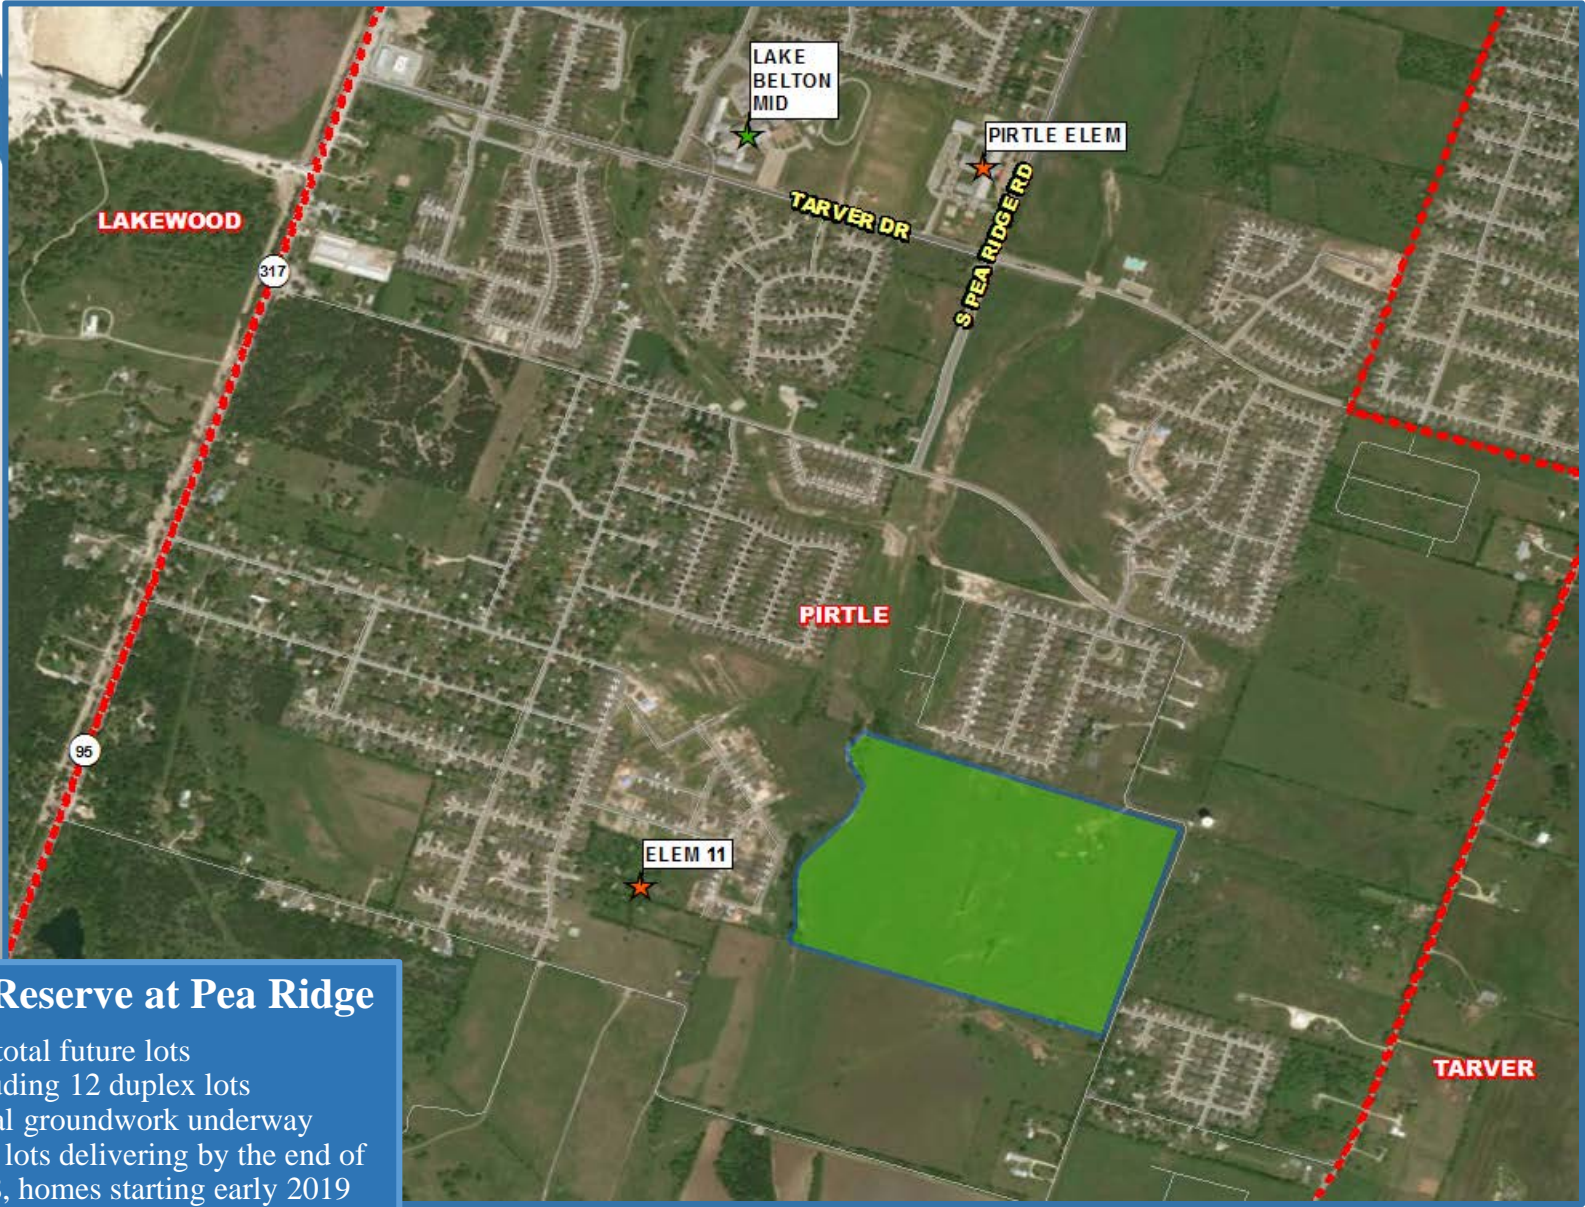 LAKE
BELTON
MID
PIRTLE ELEM
TARVER DR
S PEA RIDGE RD
LAKEWOOD
317
PIRTLE
95
ELEM 11
TARVER
Reserve at Pea Ridge
total future lots
12 duplex lots
groundwork underway
lots delivering by the end of
homes starting early 2019